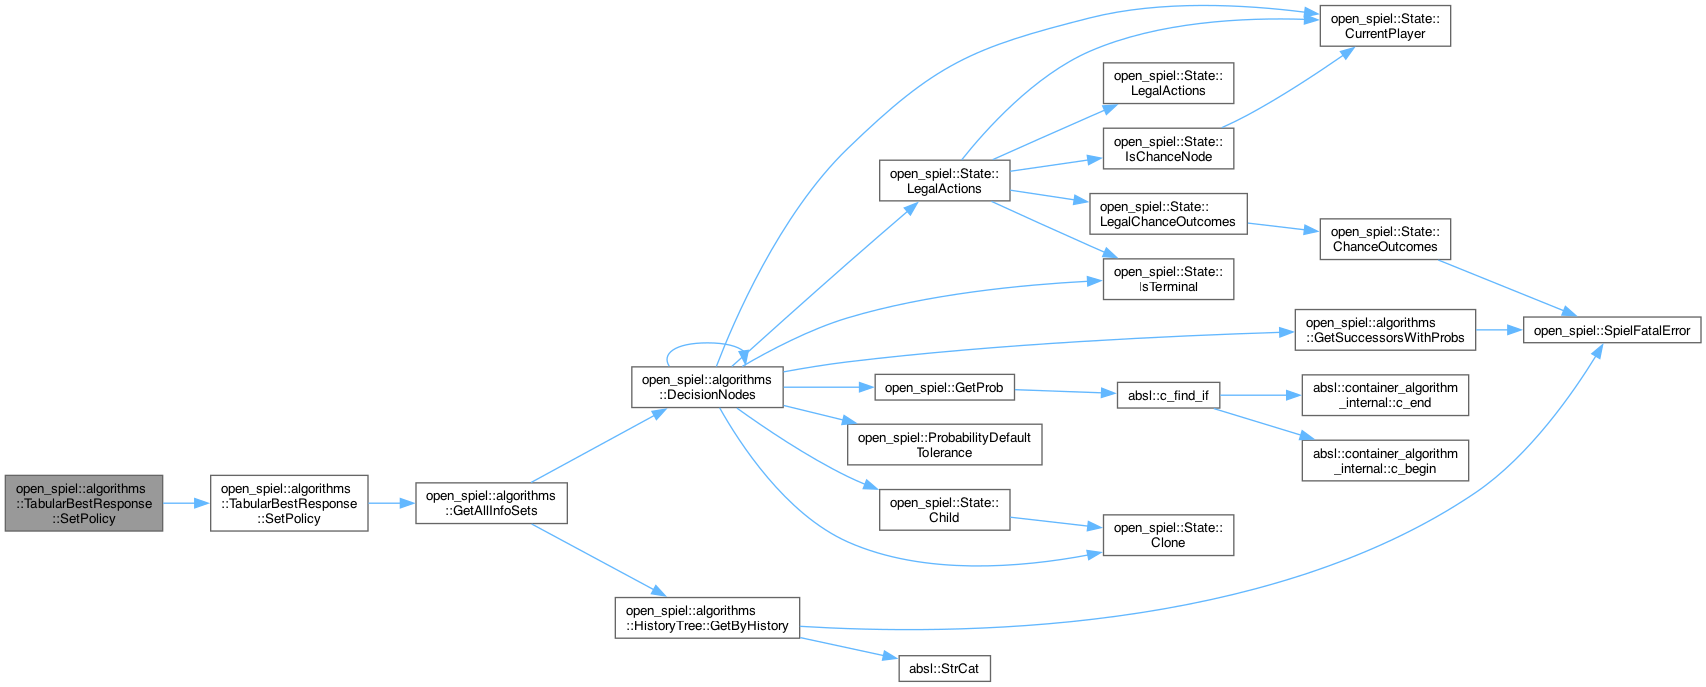 open_spiel::algorithms
::TabularBestResponse
::SetPolicy
open_spiel::algorithms
::TabularBestResponse
::SetPolicy
open_spiel::algorithms
::GetAllInfoSets
open_spiel::algorithms
::DecisionNodes
open_spiel::algorithms
::HistoryTree::GetByHistory
open_spiel::State::
LegalActions
open_spiel::GetProb
open_spiel::ProbabilityDefault
Tolerance
open_spiel::State::
Child
absl::StrCat
open_spiel::State::
LegalActions
open_spiel::State::
IsChanceNode
open_spiel::State::
LegalChanceOutcomes
open_spiel::State::
IsTerminal
absl::c_find_if
open_spiel::State::
Clone
open_spiel::State::
CurrentPlayer
open_spiel::State::
ChanceOutcomes
open_spiel::algorithms
::GetSuccessorsWithProbs
absl::container_algorithm
_internal::c_end
absl::container_algorithm
_internal::c_begin
open_spiel::SpielFatalError